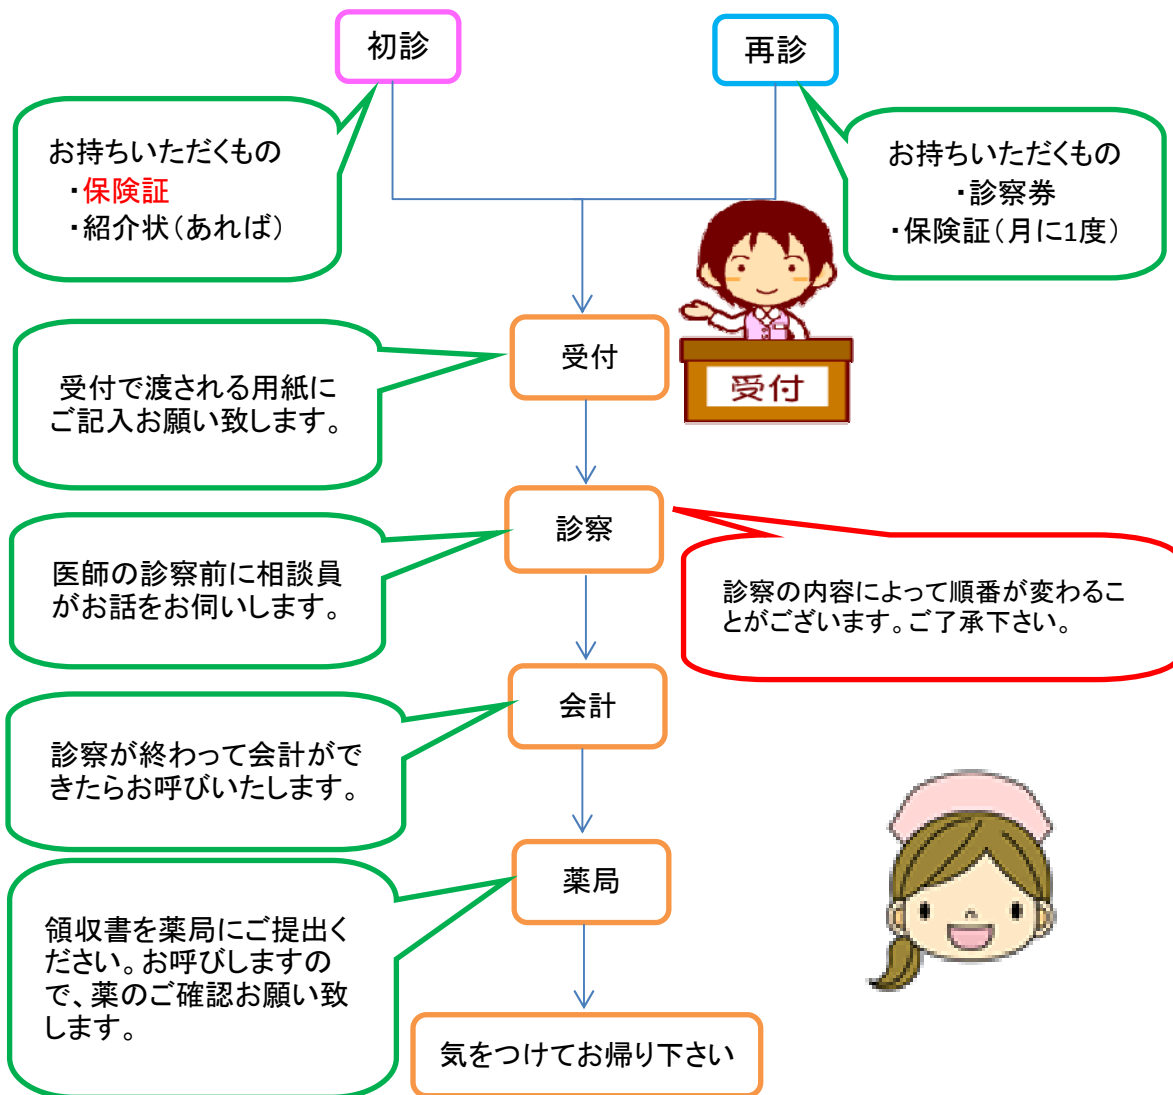 初診
再診
お持ちいただくもの
・保険証
・紹介状（あれば）
お持ちいただくもの
・診察券
・保険証（月に1度）
受付
受付
受付で渡される用紙に
ご記入お願い致します。
診察
医師の診察前に相談員
がお話をお伺いします。
診察の内容によって順番が変わるこ
とがございます。ご了承下さい。
会計
診察が終わって会計がで
きたらお呼びいたします。
薬局
領収書を薬局にご提出く
ださい。お呼びしますの
で、薬のご確認お願い致
します。
気をつけてお帰り下さい